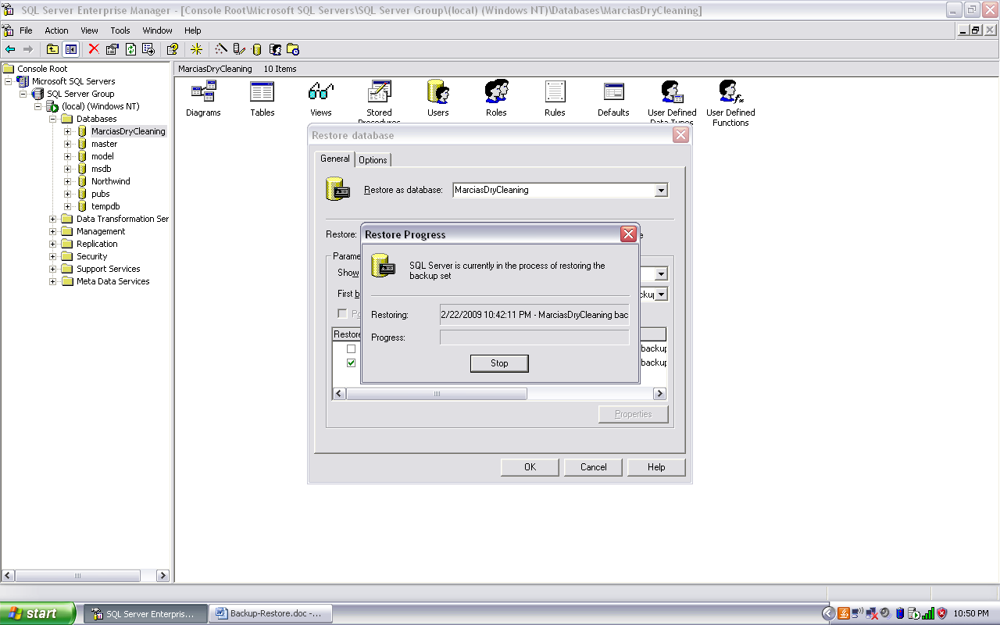 SQL Server Enterprise Manager - [Console Root\Microsoft SQL Servers\SQL Server Group\(local) (Windows NT)\Databases\MarciasDryCleaning]
File Action View Tools Window Help
Console Root
Microsoft SQL Servers
SQL Server Group
(local) (Windows NT)
Databases
MarciasDryCleaning
master
model
msdb
Northwind
pubs
tempdb
Data Transformation Ser
Management
Replication
Security
Support Services
Meta Data Services
MarciasDryCleaning 10 Items
Diagrams
Tables
Views
Stored
Procedures
Users
Roles
Rules
Defaults
User Defined
Data Types
User Defined
Functions
Restore database
General
Options
Restore as database: MarciasDryCleaning
Restore:
Parame
Show
First b
Restore
backup
backup
Properties
OK
Cancel
Help
Restore Progress
SQL Server is currently in the process of restoring the
backup set
Restoring: 2/22/2009 10:42:11 PM - MarciasDryCleaning bac
Progress:
Stop
start
SQL Server Enterpris...
Backup-Restore.doc -...
10:50 PM